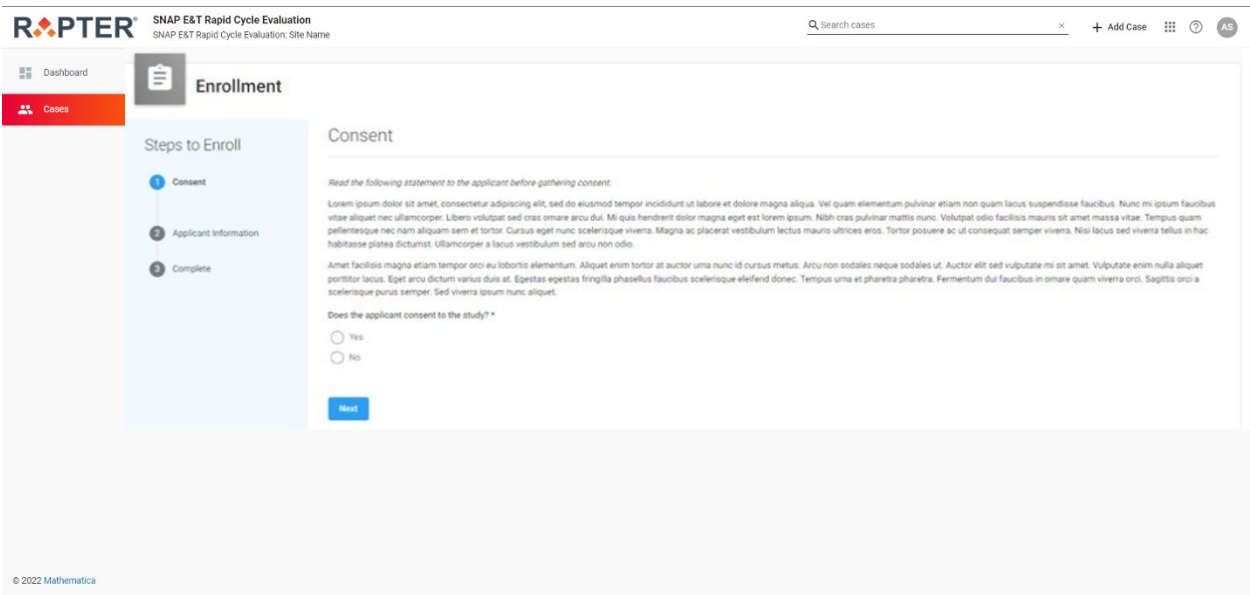 RAPTER®
SNAP E&T Rapid Cycle Evaluation
SNAP E&T Rapid Cycle Evaluation: Site Name
Search cases
+ Add Case
AS
Dashboard
Cases
Enrollment
Steps to Enroll
1 Consent
2 Applicant Information
3 Complete
Consent
Read the following statement to the applicant before gathering consent.
Lorem ipsum dolor sit amet, consectetur adipiscing elit, sed do eiusmod tempor incididunt ut labore et dolore magna aliqua. Vel quam elementum pulvinar etiam non quam lacus suspendisse faucibus. Nunc mi ipsum faucibus
vitae aliquet nec ullamcorper. Libero volutpat sed cras ornare arcu dui. Mi quis hendrerit dolor magna eget est lorem ipsum. Nibh cras pulvinar mattis nunc. Volutpat odio facilisis mauris sit amet massa vitae. Tempus quam
pellentesque nec nam aliquam sem et tortor. Cursus eget nunc scelerisque viverra. Magna ac placerat vestibulum lectus mauris ultrices eros. Tortor posuere ac ut consequat semper viverra. Nisi lacus sed viverra tellus in hac
habitasse platea dictumst. Ullamcorper a lacus vestibulum sed arcu non odio.
Amet facilisis magna etiam tempor orci eu lobortis elementum. Aliquet enim tortor at auctor urna nunc id cursus metus. Arcu non sodales neque sodales ut. Auctor elit sed vulputate mi sit amet. Vulputate enim nulla aliquet
porttitor lacus. Eget arcu dictum varius duis at. Egestas egestas fringilla phasellus faucibus scelerisque eleifend donec. Tempus urna et pharetra pharetra. Fermentum dui faucibus in ornare quam viverra orci. Sagittis orci a
scelerisque purus semper. Sed viverra ipsum nunc aliquet.
Does the applicant consent to the study? *
Yes
No
Next
© 2022 Mathematica